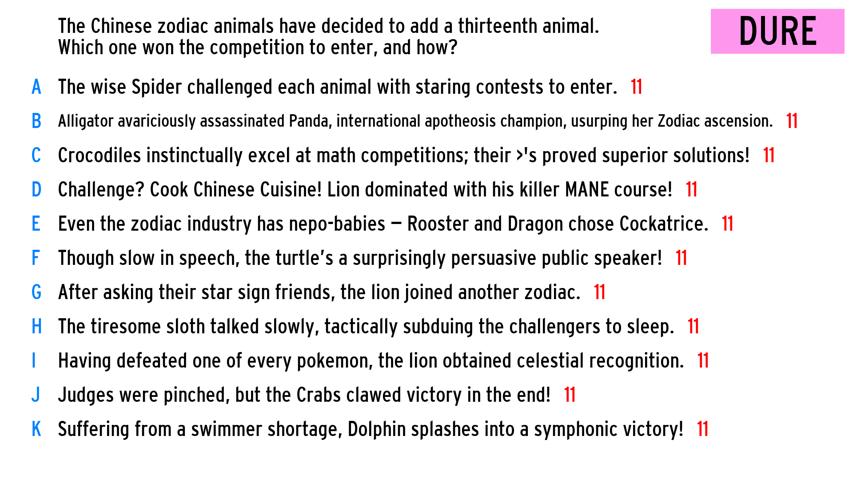 The Chinese zodiac animals have decided to add a thirteenth animal.
Which one won the competition to enter, and how?
DURE
A The wise Spider challenged each animal with staring contests to enter. 11
B Alligator avariciously assassinated Panda, international apotheosis champion, usurping her Zodiac ascension. 11
C Crocodiles instinctually excel at math competitions; their >'s proved superior solutions! 11
D Challenge? Cook Chinese Cuisine! Lion dominated with his killer MANE course! 11
E Even the zodiac industry has nepo-babies – Rooster and Dragon chose Cockatrice. 11
F Though slow in speech, the turtle’s a surprisingly persuasive public speaker! 11
G After asking their star sign friends, the lion joined another zodiac. 11
H The tiresome sloth talked slowly, tactically subduing the challengers to sleep. 11
I Having defeated one of every pokemon, the lion obtained celestial recognition. 11
J Judges were pinched, but the Crabs clawed victory in the end! 11
K Suffering from a swimmer shortage, Dolphin splashes into a symphonic victory! 11